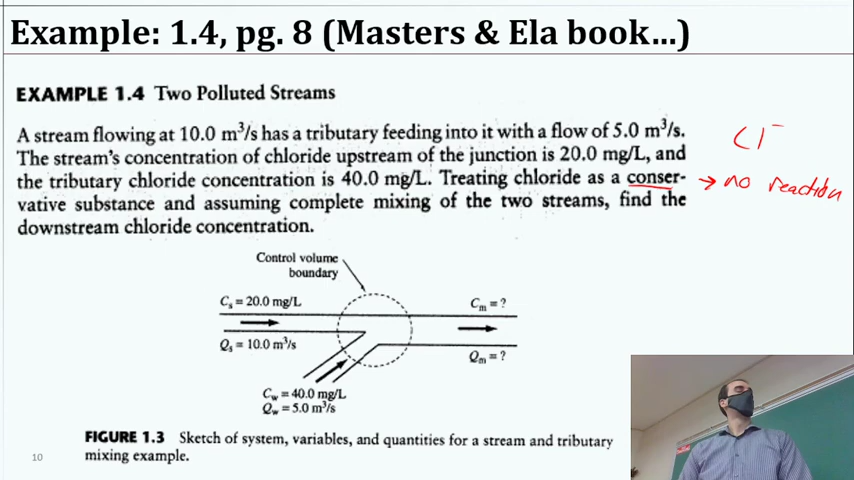 Example: 1.4, pg. 8 (Masters & Ela book...)
EXAMPLE 1.4 Two Polluted Streams
A stream flowing at 10.0 m³/s has a tributary feeding into it with a flow of 5.0 m³/s.
The stream's concentration of chloride upstream of the junction is 20.0 mg/L, and
the tributary chloride concentration is 40.0 mg/L. Treating chloride as a conser-
vative substance and assuming complete mixing of the two streams, find the
downstream chloride concentration.
Cl⁻
→ no reaction
Control volume
boundary
Cs = 20.0 mg/L
Cm = ?
Qs = 10.0 m³/s
Qm = ?
Cw = 40.0 mg/L
Qw = 5.0 m³/s
FIGURE 1.3 Sketch of system, variables, and quantities for a stream and tributary
mixing example.
10